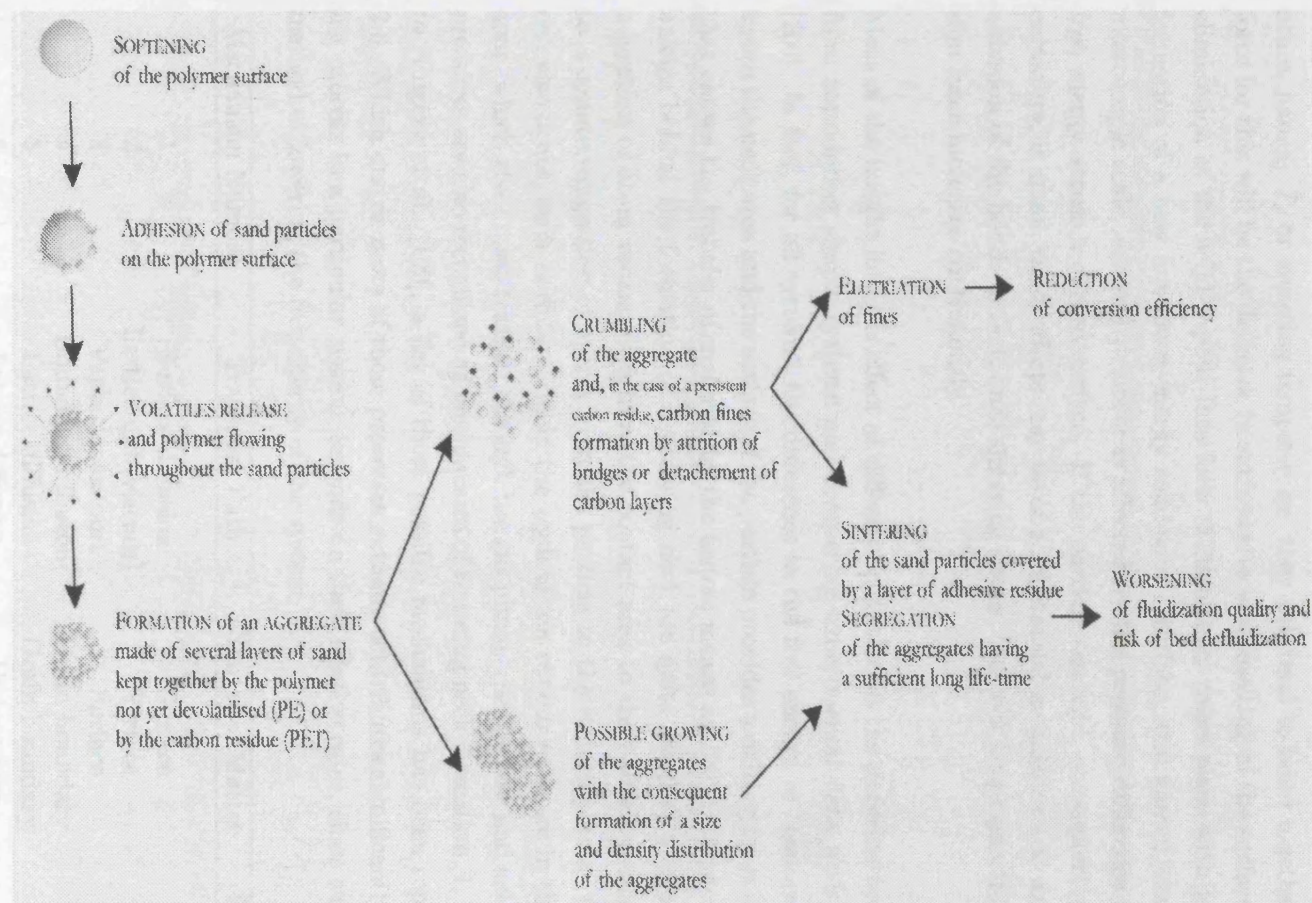 SOFTENING
of the polymer surface
ADHESION of sand particles
on the polymer surface
VOLATILES RELEASE
and polymer flowing
throughout the sand particles
FORMATION of an AGGREGATE
made of several layers of sand
kept together by the polymer
not yet devolatilised (PE) or
by the carbon residue (PET)
CRUMBLING
of the aggregate
and, in the case of a persistent
carbon residue, carbon fines
formation by attrition of
bridges or detachement of
carbon layers
POSSIBLE GROWING
of the aggregates
with the consequent
formation of a size
and density distribution
of the aggregates
ELUTRIATION
of fines
REDUCTION
of conversion efficiency
SINTERING
of the sand particles covered
by a layer of adhesive residue
SEGREGATION
of the aggregates having
a sufficient long life-time
WORSENING
of fluidization quality and
risk of bed defluidization